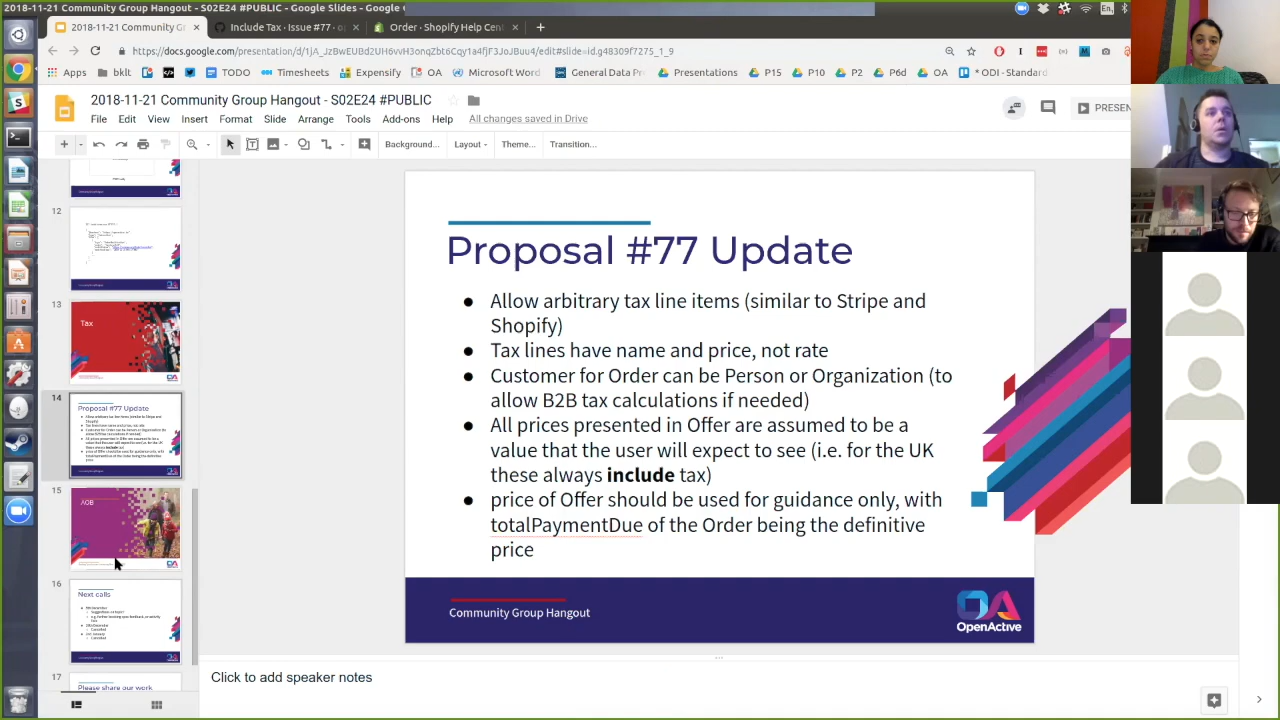 2018-11-21 Community Group Hangout - S02E24 #PUBLIC - Google Slides - Google
2018-11-21 Community Group Ha × Include Tax · Issue #77 · o × Order · Shopify Help Cent × +
https://docs.google.com/presentation/d/1jA_JzBwEUBd2UH6vvH3onqZbt6Cqy1a4fjF3JoJBuu4/edit#slide=id.g48309f7275_1_9
Apps bklt TODO Timesheets Expensify OA Microsoft Word General Data Pr Presentations P15 P10 P2 P6d OA * ODI - Standard
2018-11-21 Community Group Hangout - S02E24 #PUBLIC
PRESEN
File Edit View Insert Format Slide Arrange Tools Add-ons Help All changes saved in Drive
Background... Layout Theme... Transition...
12
13
Tax
14
Proposal #77 Update
15
AOB
16
Next calls
17
Please share our work
Proposal #77 Update
● Allow arbitrary tax line items (similar to Stripe and
Shopify)
● Tax lines have name and price, not rate
● Customer for Order can be Person or Organization (to
allow B2B tax calculations if needed)
● All prices presented in Offer are assumed to be a
value that the user will expect to see (i.e. for the UK
these always include tax)
● price of Offer should be used for guidance only, with
totalPaymentDue of the Order being the definitive
price
Community Group Hangout
OpenActive
Click to add speaker notes